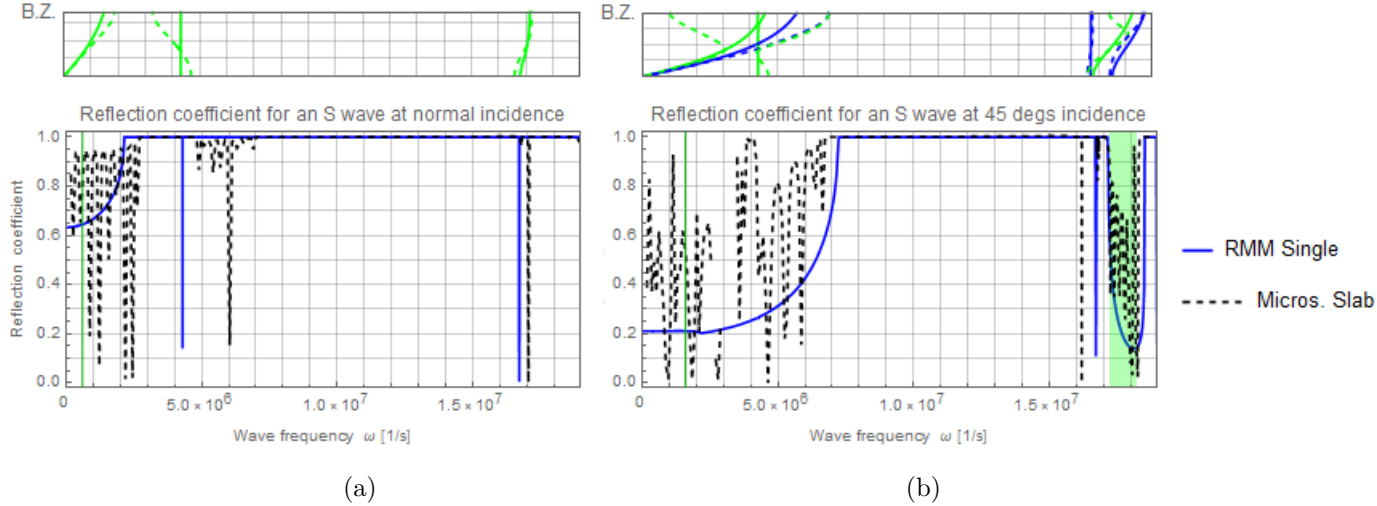 B.Z.
Reflection coefficient for an S wave at normal incidence
Reflection coefficient
1.0
0.8
0.6
0.4
0.2
0.0
0
5.0 × 10⁶
1.0 × 10⁷
1.5 × 10⁷
Wave frequency ω [1/s]
(a)
B.Z.
Reflection coefficient for an S wave at 45 degs incidence
1.0
0.8
0.6
0.4
0.2
0.0
0
5.0 × 10⁶
1.0 × 10⁷
1.5 × 10⁷
Wave frequency ω [1/s]
(b)
RMM Single
Micros. Slab